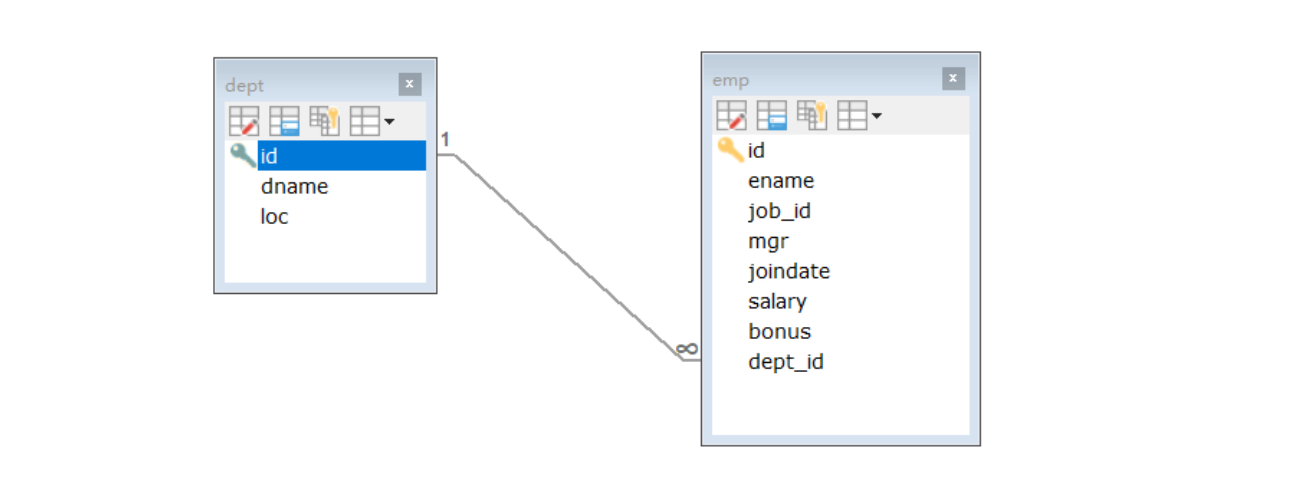 dept
id
dname
loc
1
∞
emp
id
ename
job_id
mgr
joindate
salary
bonus
dept_id